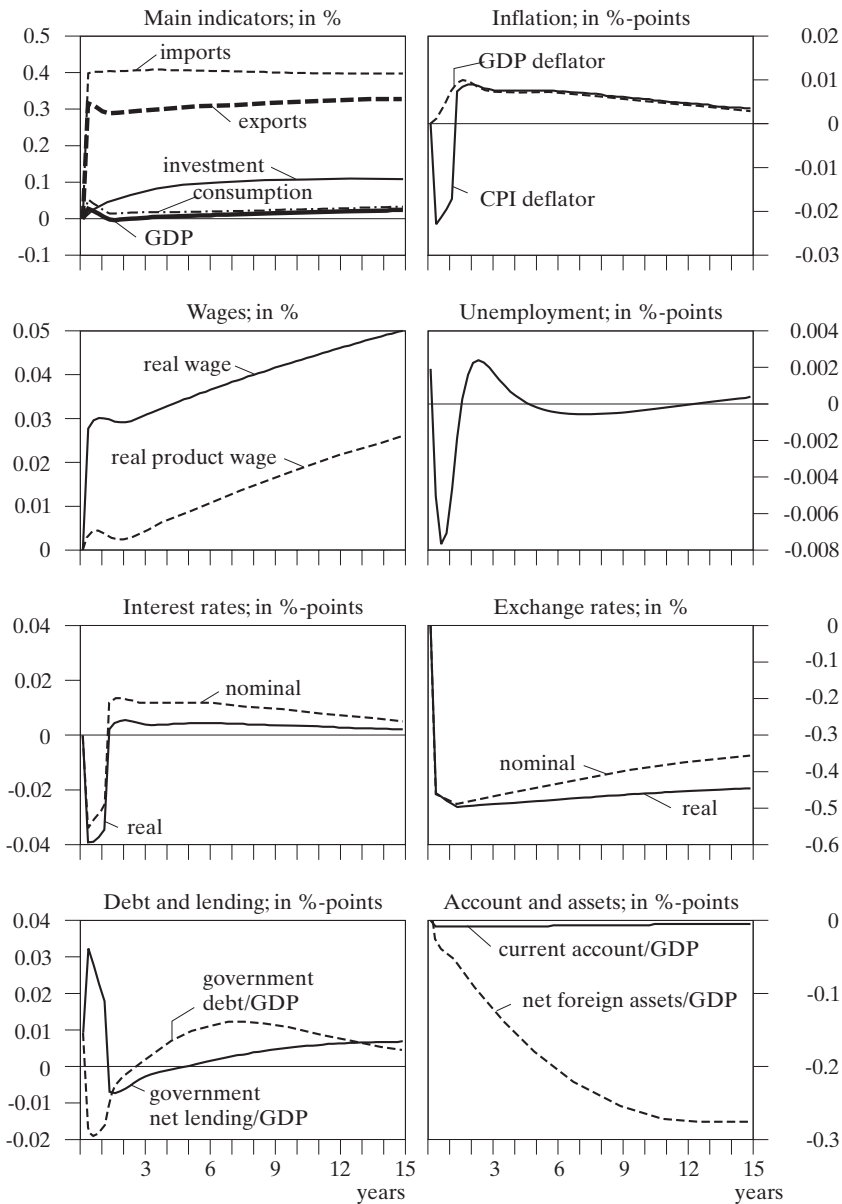 Main indicators; in %
0.5
0.4
0.3
0.2
0.1
0
-0.1
imports
exports
investment
consumption
GDP
Inflation; in %-points
0.02
0.01
0
-0.01
-0.02
-0.03
GDP deflator
CPI deflator
Wages; in %
0.05
0.04
0.03
0.02
0.01
0
real wage
real product wage
Unemployment; in %-points
0.004
0.002
0
-0.002
-0.004
-0.006
-0.008
Interest rates; in %-points
0.04
0.02
0
-0.02
-0.04
nominal
real
Exchange rates; in %
0
-0.1
-0.2
-0.3
-0.4
-0.5
-0.6
nominal
real
Debt and lending; in %-points
0.04
0.03
0.02
0.01
0
-0.01
-0.02
government
debt/GDP
government
net lending/GDP
3 6 9 12 15
years
Account and assets; in %-points
0
-0.1
-0.2
-0.3
current account/GDP
net foreign assets/GDP
3 6 9 12 15
years